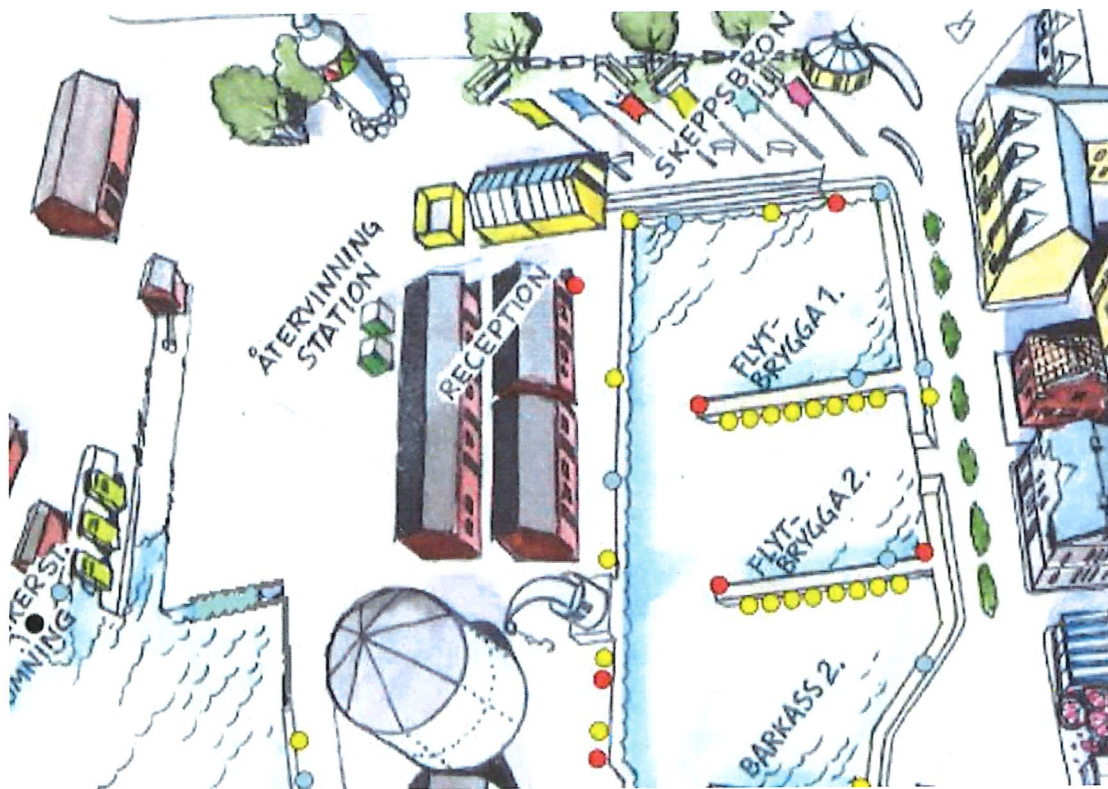 SKEPPSBRON
ÅTERVINNING
STATION
RECEPTION
FLYT-
BRYGGA 1.
FLYT-
BRYGGA 2.
BARKASS 2.